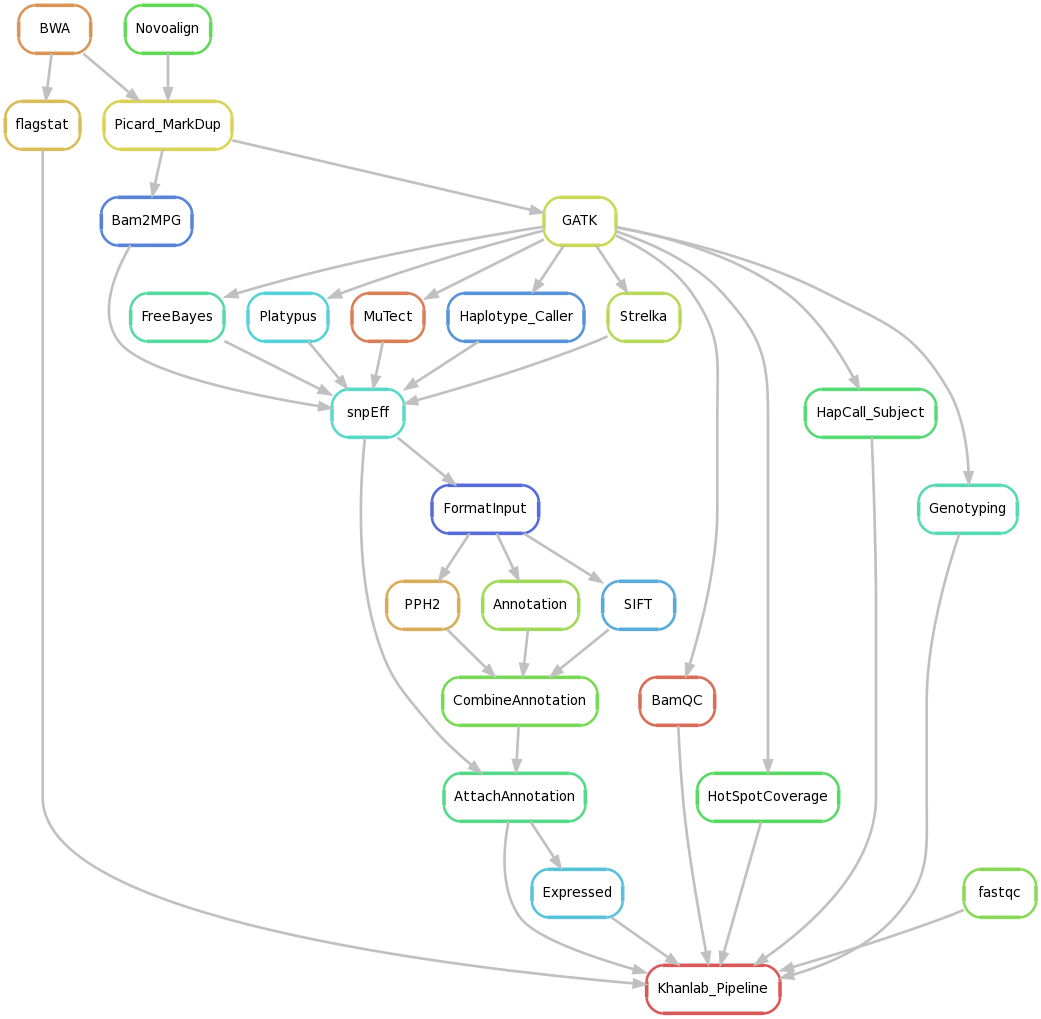 BWA
Novoalign
flagstat
Picard_MarkDup
Bam2MPG
GATK
FreeBayes
Platypus
MuTect
Haplotype_Caller
Strelka
snpEff
HapCall_Subject
FormatInput
Genotyping
PPH2
Annotation
SIFT
CombineAnnotation
BamQC
AttachAnnotation
HotSpotCoverage
Expressed
fastqc
Khanlab_Pipeline